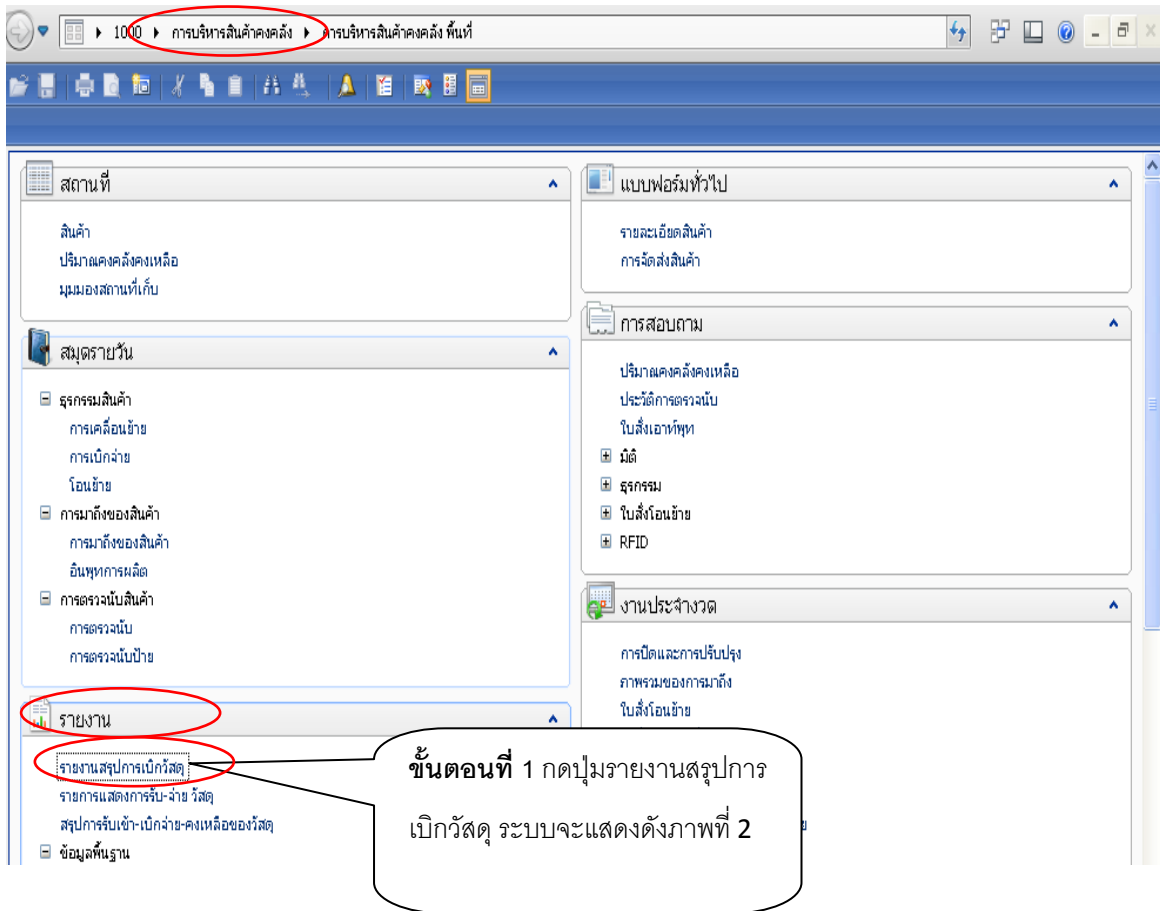 1000 การบริหารสินค้าคงคลัง การบริหารสินค้าคงคลัง พื้นที่
สถานที่
สินค้า
ปริมาณคงคลังคงเหลือ
มุมมองสถานที่เก็บ
สมุดรายวัน
ธุรกรรมสินค้า
การเคลื่อนย้าย
การเบิกจ่าย
โอนย้าย
การมาถึงของสินค้า
การมาถึงของสินค้า
อินพุทการผลิต
การตรวจนับสินค้า
การตรวจนับ
การตรวจนับป้าย
รายงาน
รายงานสรุปการเบิกวัสดุ
รายการแสดงการรับ-จ่าย วัสดุ
สรุปการรับเข้า-เบิกจ่าย-คงเหลือของวัสดุ
ข้อมูลพื้นฐาน
แบบฟอร์มทั่วไป
รายละเอียดสินค้า
การจัดส่งสินค้า
การสอบถาม
ปริมาณคงคลังคงเหลือ
ประวัติการตรวจนับ
ใบสั่งเอาท์พุท
มิติ
ธุรกรรม
ใบสั่งโอนย้าย
RFID
งานประจำงวด
การปิดและการปรับปรุง
ภาพรวมของการมาถึง
ใบสั่งโอนย้าย
ขั้นตอนที่ 1 กดปุ่มรายงานสรุปการ
เบิกวัสดุ ระบบจะแสดงดังภาพที่ 2